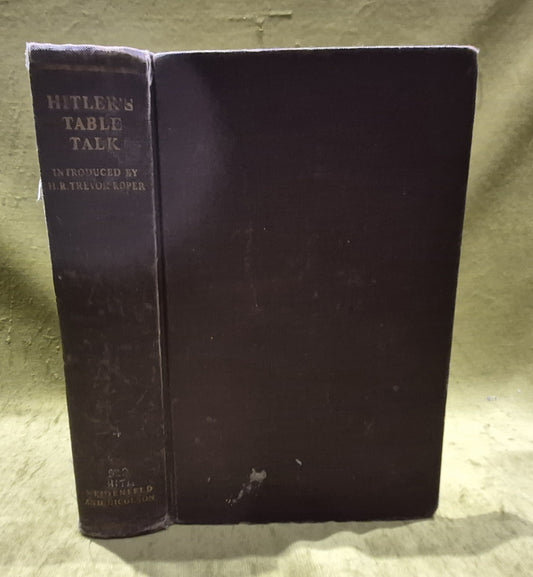 HITLER'S
TABLE
TALK
INTRODUCED BY
H.R. TREVOR ROPER
WEIDENFELD
AND NICOLSON